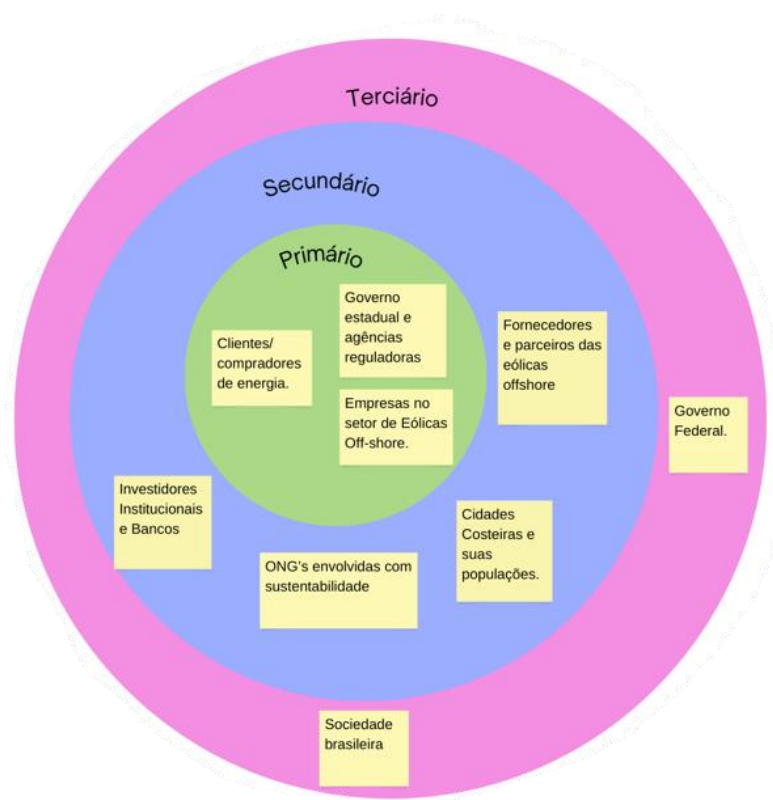 Terciário
Secundário
Primário
Governo
estadual e
agências
reguladoras
Clientes/
compradores
de energia.
Empresas no
setor de Eólicas
Off-shore.
Fornecedores
e parceiros das
eólicas
offshore
Governo
Federal.
Investidores
Institucionais
e Bancos
Cidades
Costeiras e
suas
populações.
ONG's envolvidas com
sustentabilidade
Sociedade
brasileira